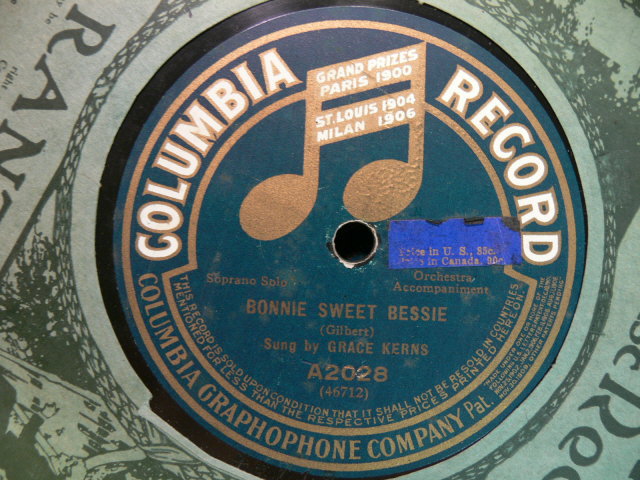 COLUMBIA RECORD
GRAND PRIZES
PARIS 1900
ST. LOUIS 1904
MILAN 1906
Price in U. S., 85c.
in Canada, 90c.
Soprano Solo
Orchestra
Accompaniment
BONNIE SWEET BESSIE
(Gilbert)
Sung by GRACE KERNS
A2028
(46712)
THIS RECORD IS SOLD UPON CONDITION THAT IT SHALL NOT BE RESOLD IN COUNTRIES
MENTIONED FOR LESS THAN THE RESPECTIVE PRICES PRINTED HEREON
COLUMBIA GRAPHOPHONE COMPANY Pat.
RAN
Rec